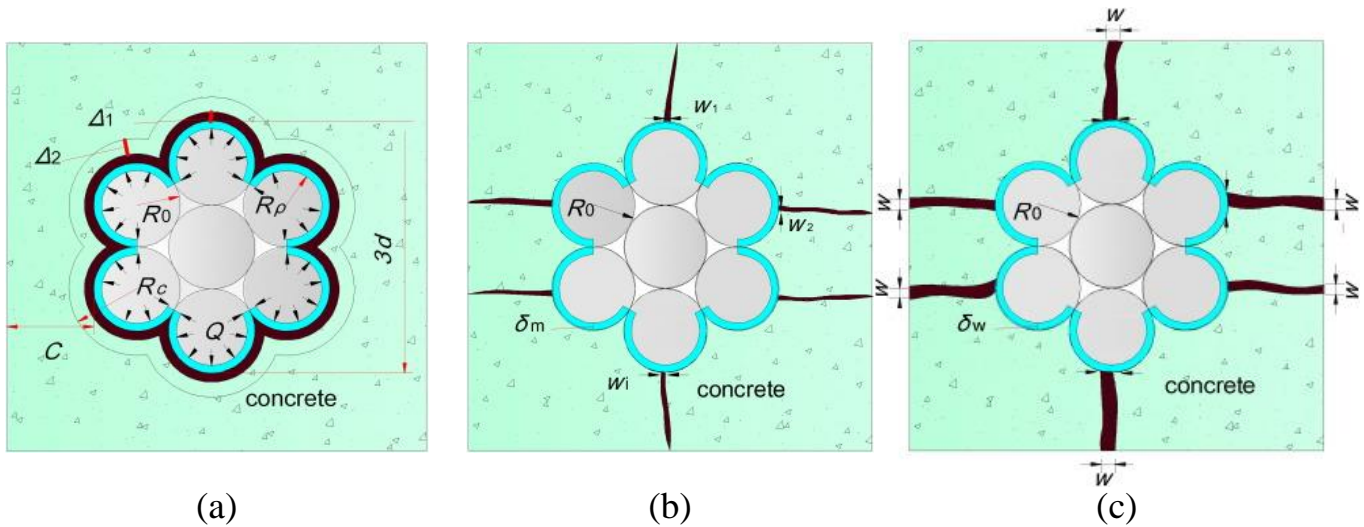 Δ1
Δ2
R0
Rρ
3d
Rc
Q
C
concrete
(a)
w1
R0
w2
δm
wi
concrete
(b)
w
w
w
R0
w
w
δw
concrete
w
(c)